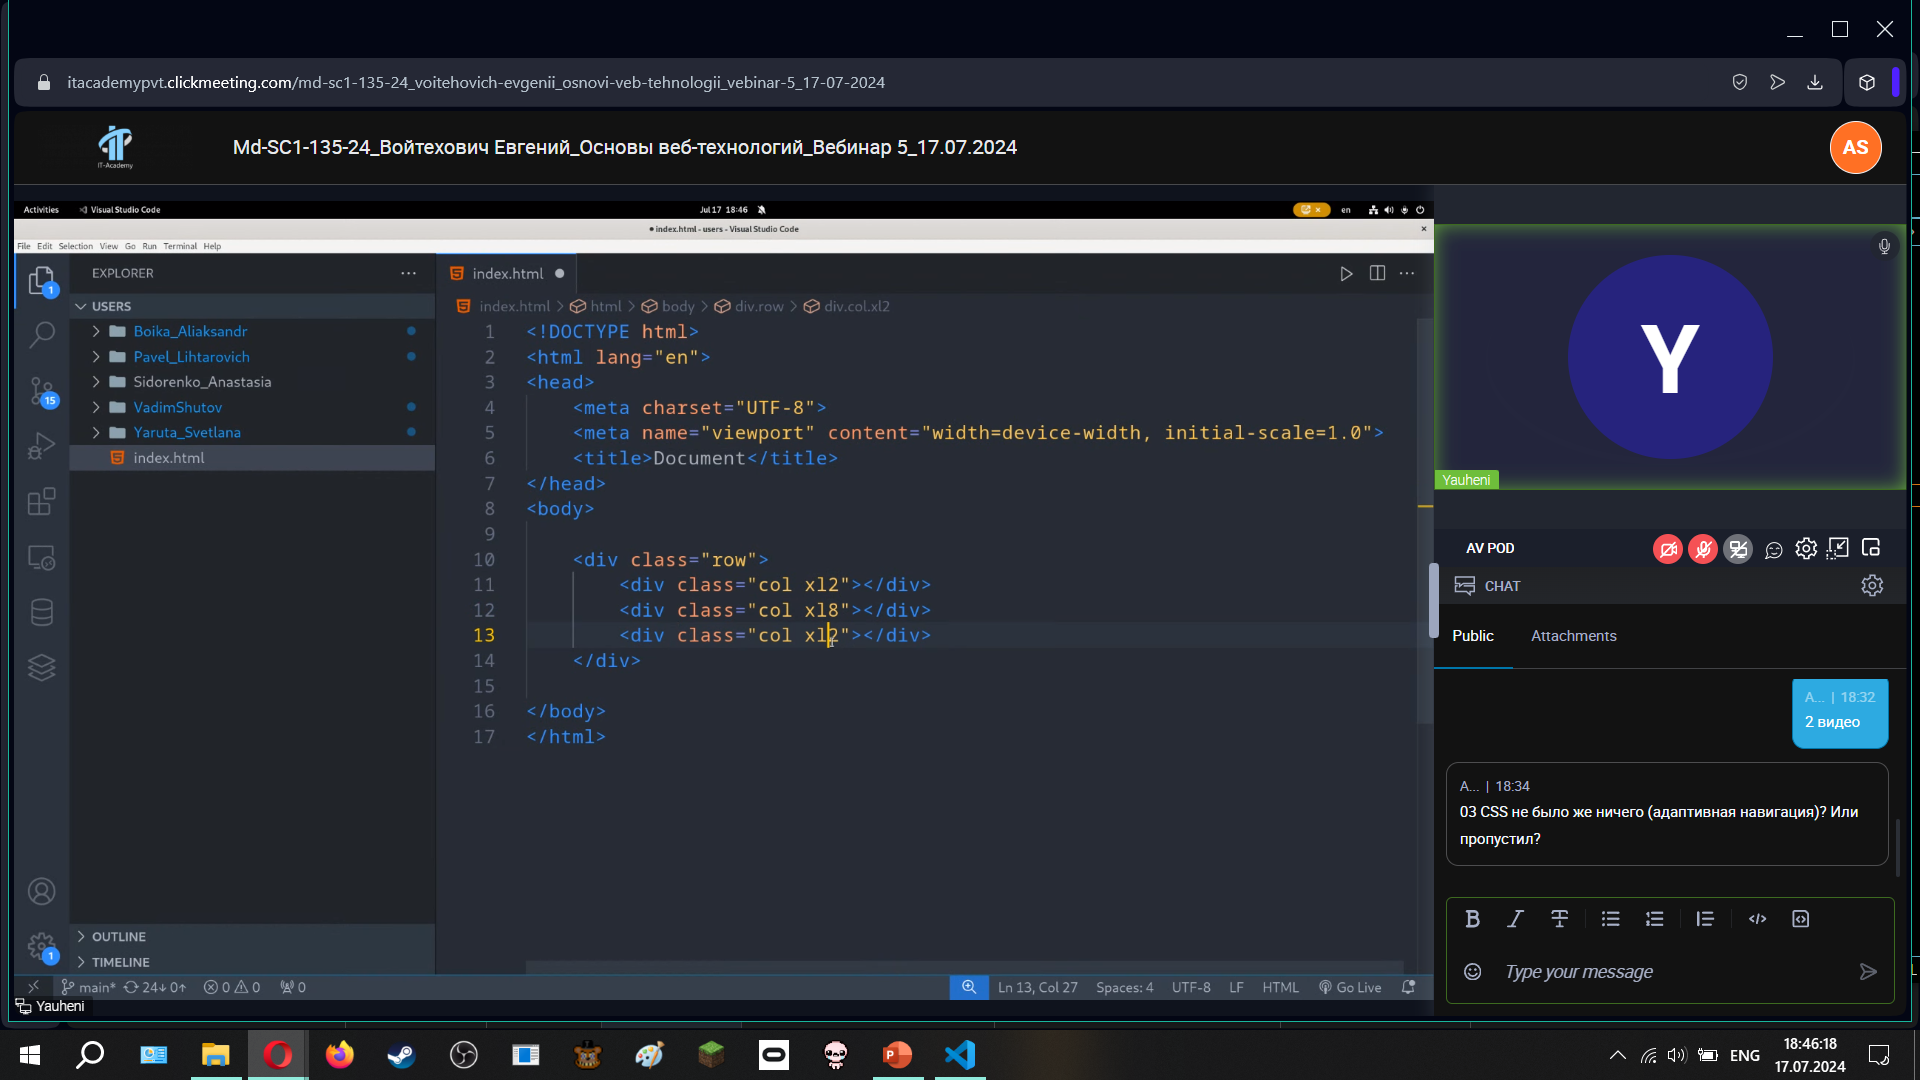 itacademypvt.clickmeeting.com/md-sc1-135-24_voitehovich-evgenii_osnovi-veb-tehnologii_vebinar-5_17-07-2024
IT-Academy
Md-SC1-135-24_Войтехович Евгений_Основы веб-технологий_Вебинар 5_17.07.2024
AS
Activities
Visual Studio Code
Jul 17 18:46
en
● index.html - users - Visual Studio Code
File Edit Selection View Go Run Terminal Help
EXPLORER
index.html
USERS
index.html > html > body > div.row > div.col.xl2
Boika_Aliaksandr
Pavel_Lihtarovich
Sidorenko_Anastasia
VadimShutov
Yaruta_Svetlana
index.html
1
15
1
1 <!DOCTYPE html>
2 <html lang="en">
3 <head>
4 <meta charset="UTF-8">
5 <meta name="viewport" content="width=device-width, initial-scale=1.0">
6 <title>Document</title>
7 </head>
8 <body>
9
10 <div class="row">
11 <div class="col xl2"></div>
12 <div class="col xl8"></div>
13 <div class="col xl2"></div>
14 </div>
15
16 </body>
17 </html>
OUTLINE
TIMELINE
main* 24↓ 0↑ 0 0 0
Ln 13, Col 27 Spaces: 4 UTF-8 LF HTML Go Live
Yauheni
Y
Yauheni
AV POD
CHAT
Public Attachments
A... | 18:32
2 видео
A... | 18:34
03 CSS не было же ничего (адаптивная навигация)? Или
пропустил?
Type your message
ENG
18:46:18
17.07.2024